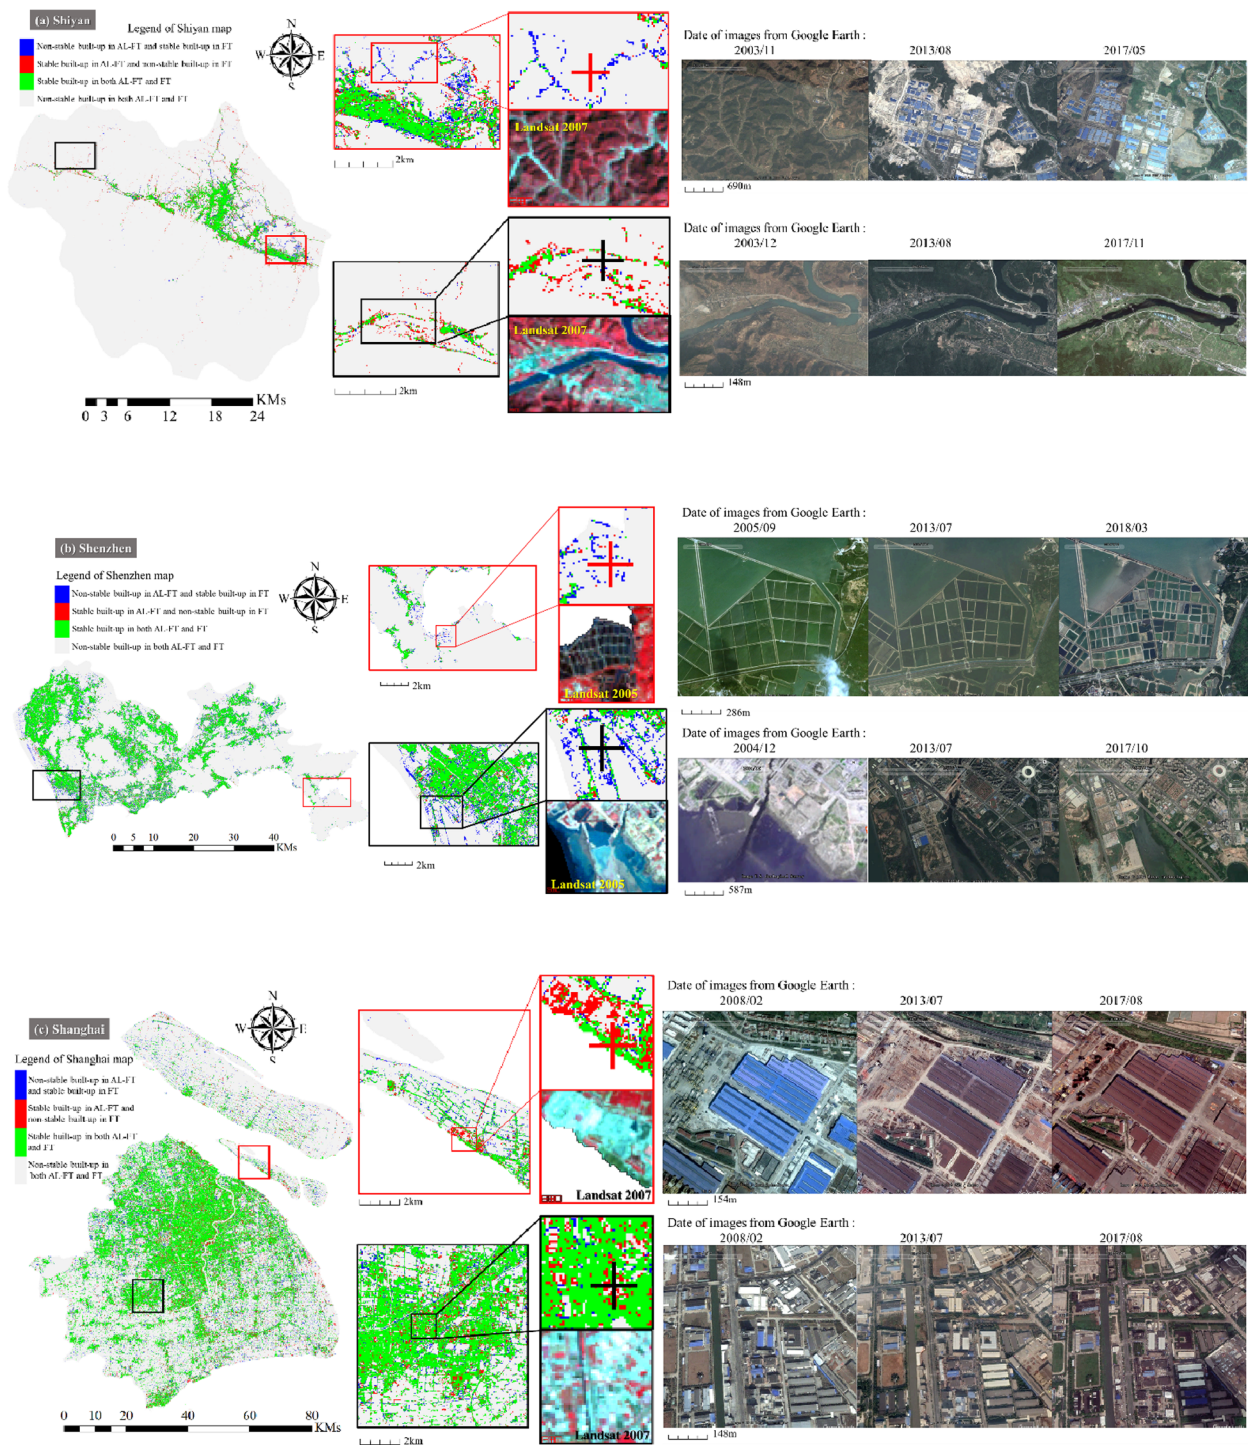 (a) Shiyan
Legend of Shiyan map
Non-stable built-up in AL-FT and stable built-up in FT
Stable built-up in AL-FT and non-stable built-up in FT
Stable built-up in both AL-FT and FT
Non-stable built-up in both AL-FT and FT
N
W E
S
KMs
0 3 6 12 18 24
2km
Landsat 2007
2km
Landsat 2007
Date of images from Google Earth :
2003/11 2013/08 2017/05
690m
Date of images from Google Earth :
2003/12 2013/08 2017/11
148m
(b) Shenzhen
Legend of Shenzhen map
Non-stable built-up in AL-FT and stable built-up in FT
Stable built-up in AL-FT and non-stable built-up in FT
Stable built-up in both AL-FT and FT
Non-stable built-up in both AL-FT and FT
N
W E
S
0 5 10 20 30 40
KMs
2km
Landsat 2005
2km
Landsat 2005
Date of images from Google Earth :
2005/09 2013/07 2018/03
286m
Date of images from Google Earth :
2004/12 2013/07 2017/10
587m
(c) Shanghai
Legend of Shanghai map
Non-stable built-up in AL-FT
and stable built-up in FT
Stable built-up in AL-FT and
non-stable built-up in FT
Stable built-up in both AL-FT
and FT
Non-stable built-up in
both AL-FT and FT
N
W E
S
0 20 40 60 80
KMs
2km
Landsat 2007
2km
Landsat 2007
Date of images from Google Earth :
2008/02 2013/07 2017/08
154m
Date of images from Google Earth :
2008/02 2013/07 2017/08
148m